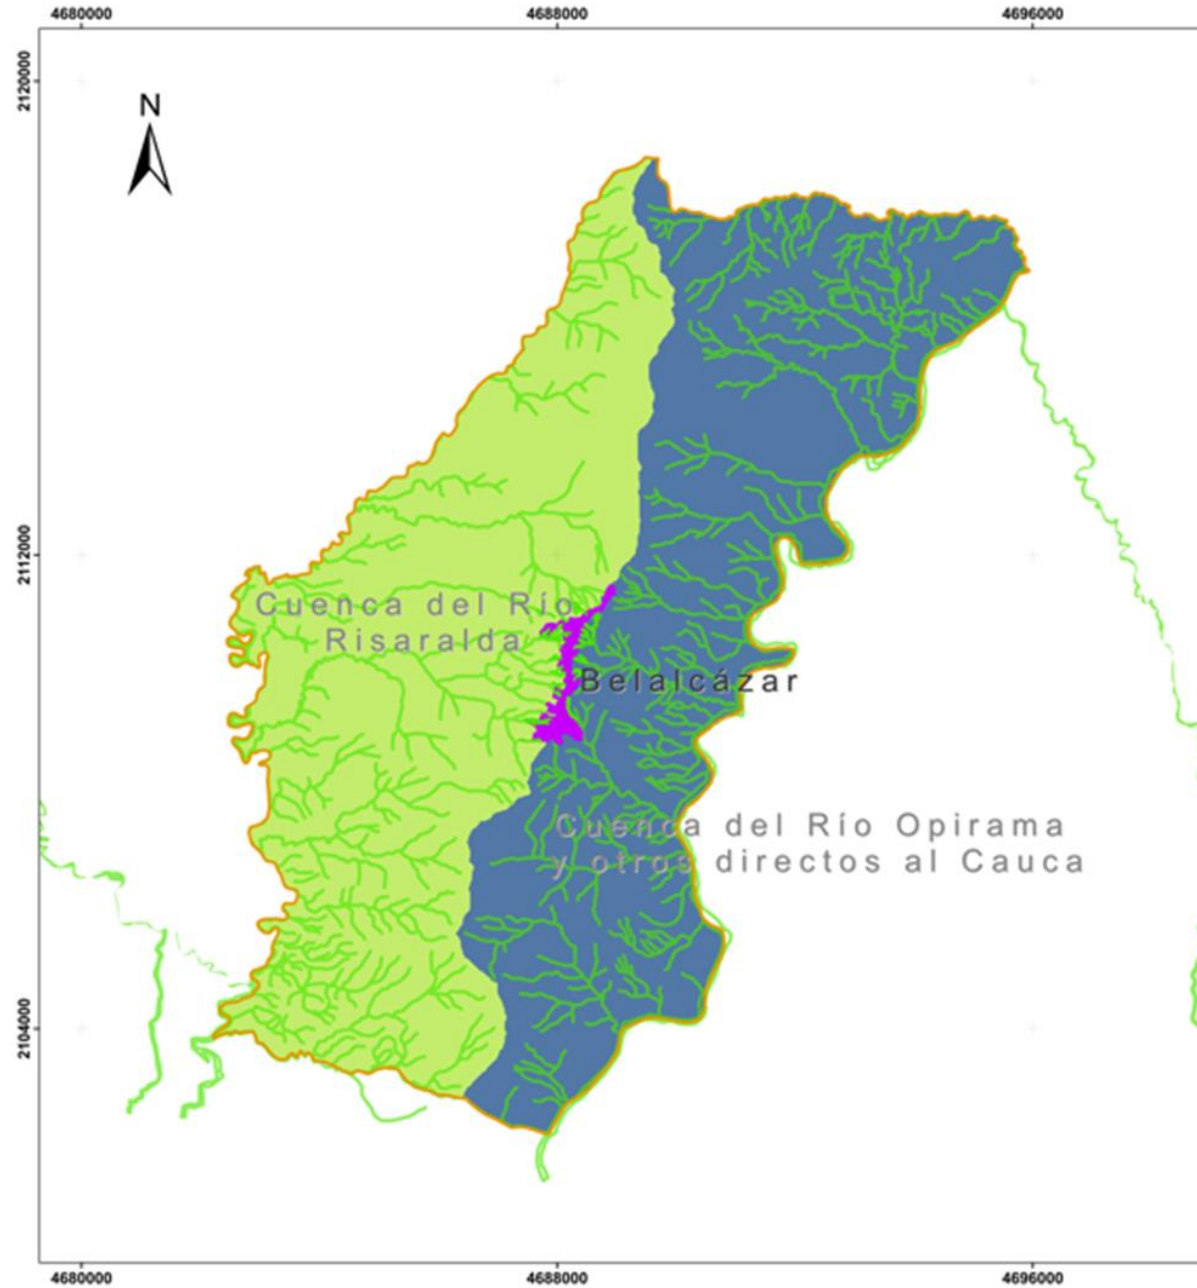 4680000
4688000
4696000
2120000
N
2112000
Cuenca del Río
Risaralda
Belalcázar
Cuenca del Río Opirama
y otros directos al Cauca
2104000
4680000
4688000
4696000